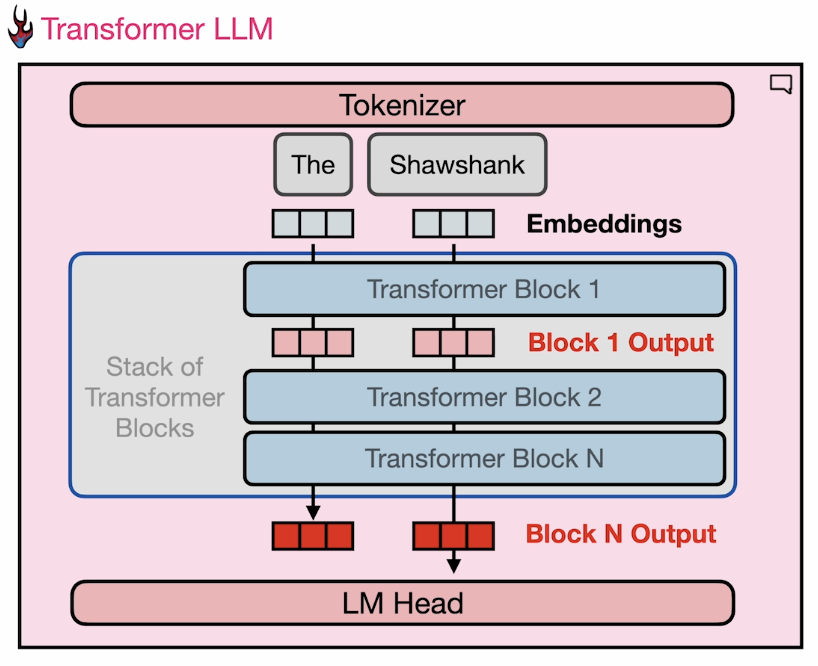 Transformer LLM
Tokenizer
The
Shawshank
Embeddings
Transformer Block 1
Block 1 Output
Stack of
Transformer
Blocks
Transformer Block 2
Transformer Block N
Block N Output
LM Head